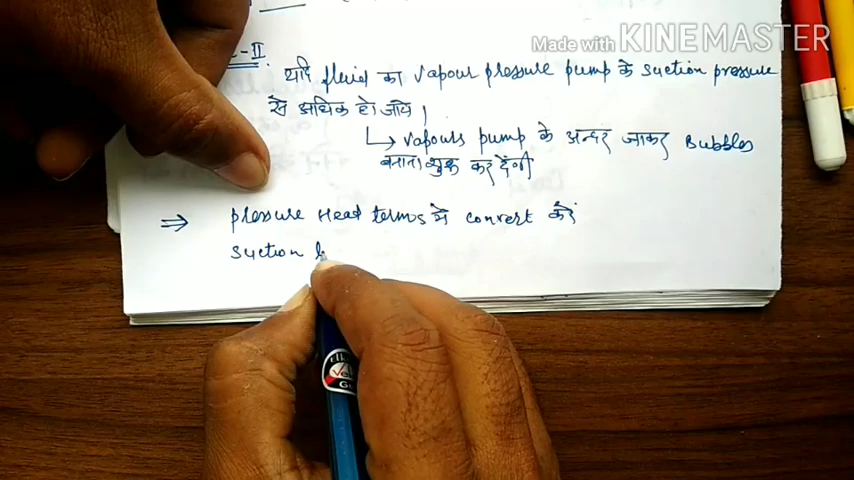 Made with KINEMASTER
-II.
यदि fluid का vapour pressure pump के suction pressure
से अधिक हो जाये।
vapours pump के अन्दर जाकर Bubbles
बनाना शुरू कर देंगी
⇒ pressure Head terms में convert करें
suction